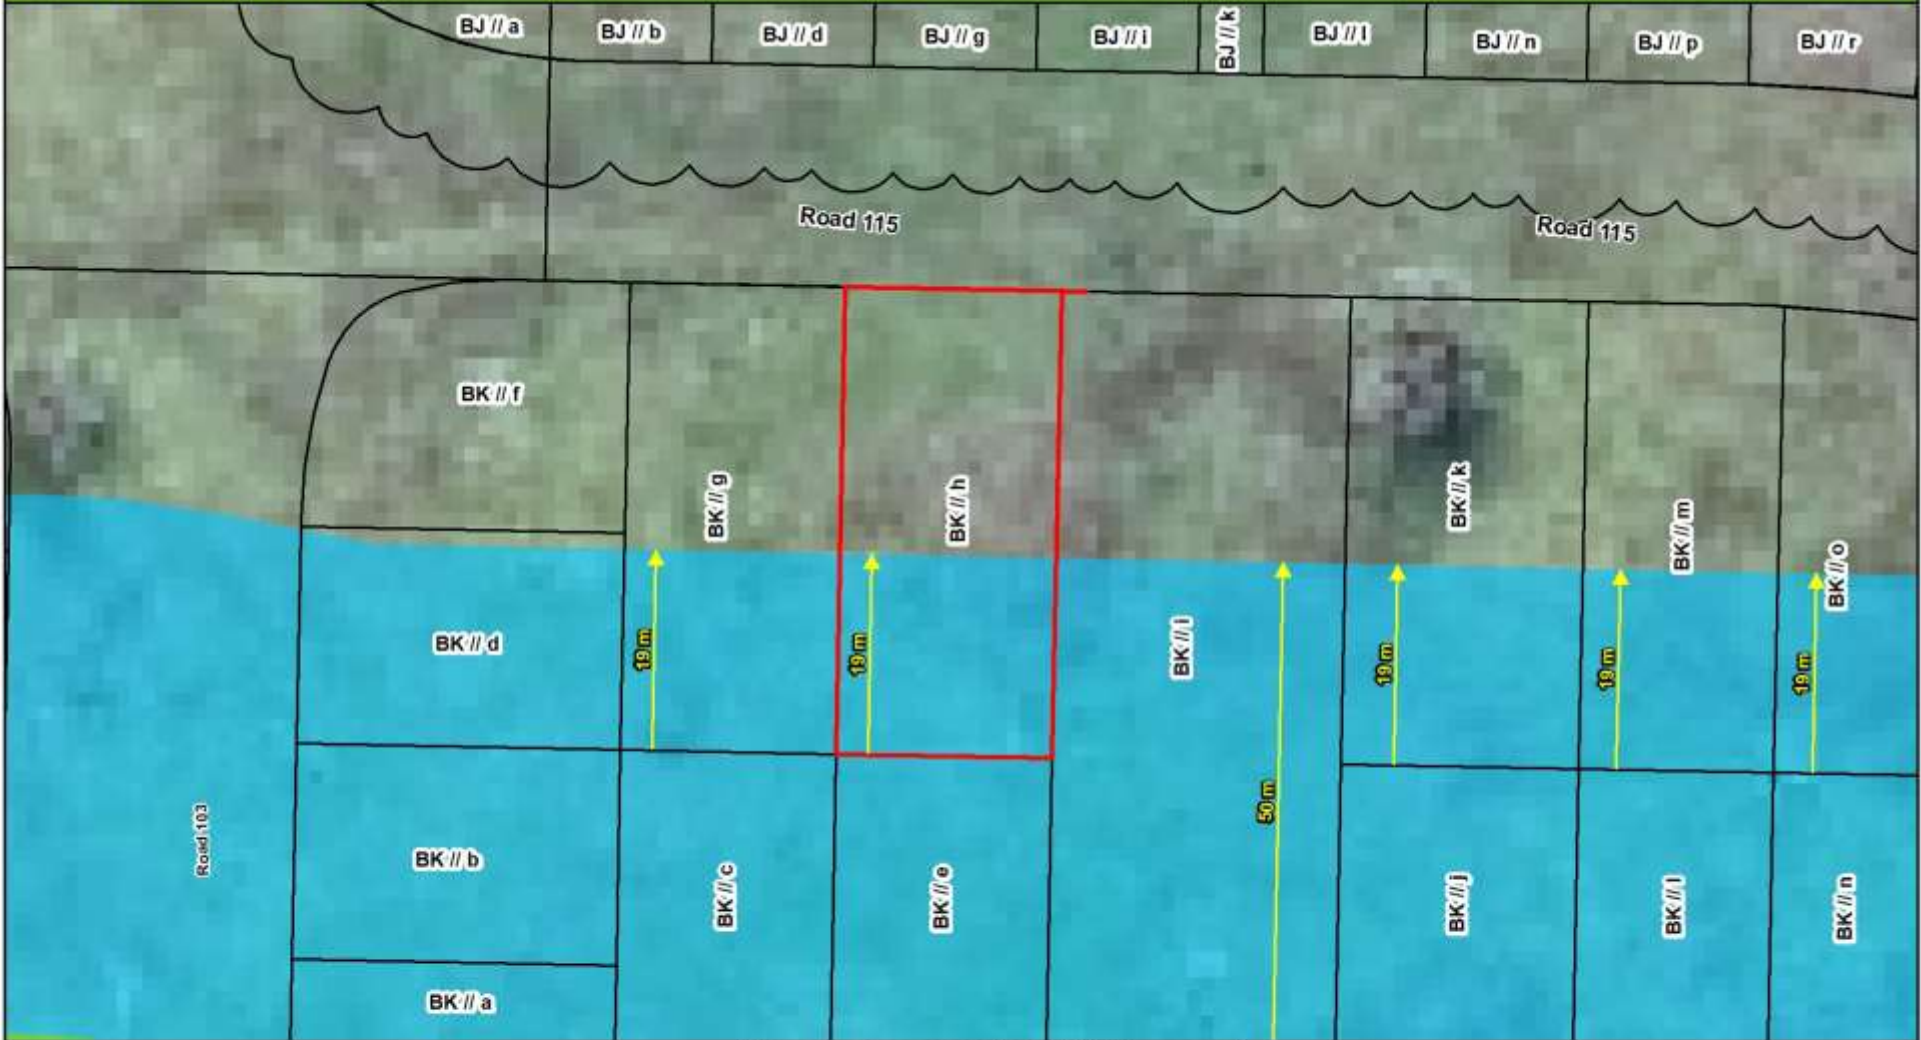 BJ // a
BJ // b
BJ // d
BJ // g
BJ // i
BJ // k
BJ // l
BJ // n
BJ // p
BJ // r
Road 115
Road 115
BK // f
BK // g
BK // h
BK // k
BK // m
BK // o
BK // d
19 m
19 m
BK // i
19 m
19 m
19 m
50 m
Road 103
BK // b
BK // c
BK // e
BK // j
BK // l
BK // n
BK // a